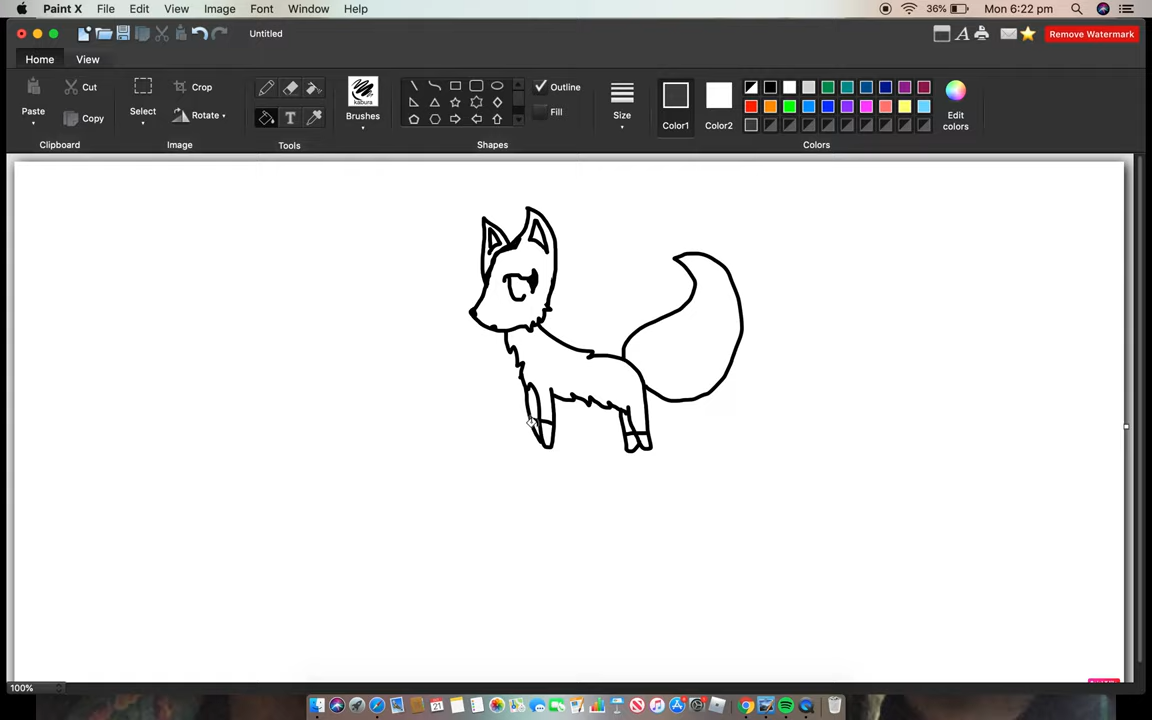 Paint X File Edit View Image Font Window Help 36% Mon 6:22 pm
Untitled Remove Watermark
Home View
Paste Cut Copy Select Crop Rotate Brushes Outline Fill Size Color1 Color2 Edit colors
kabura
Clipboard Image Tools Shapes Colors
100%